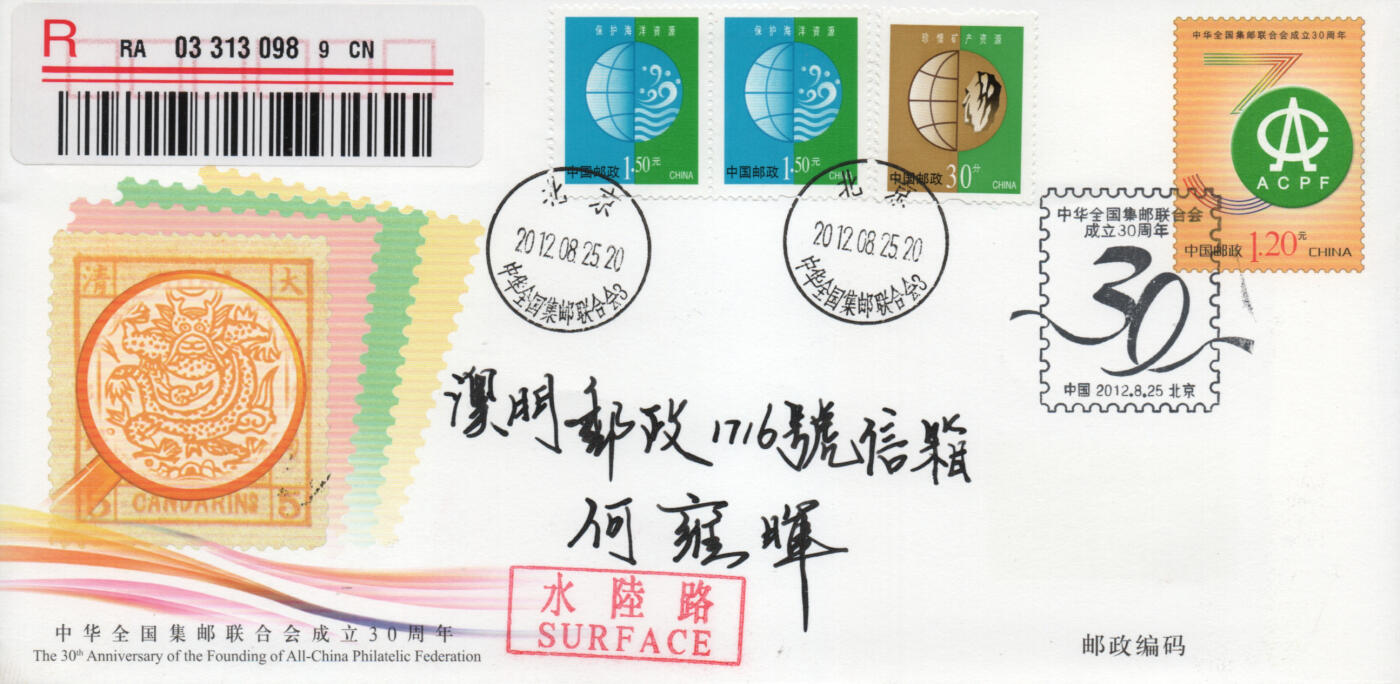 R RA 03 313 098 9 CN
保护海洋资源
中国邮政 1.50元 CHINA
保护海洋资源
中国邮政 1.50元 CHINA
珍惜矿产资源
中国邮政 30分 CHINA
中华全国集邮联合会成立30周年
ACPF
中国邮政 1.20元 CHINA
北京
2012.08.25.20
中华全国集邮联合会3
北京
2012.08.25.20
中华全国集邮联合会3
中华全国集邮联合会
成立30周年
30
中国 2012.8.25 北京
清 大
5 CANDARINS 5
澳門郵政1716號信箱
何雍暉
水陸路
SURFACE
中华全国集邮联合会成立30周年
The 30th Anniversary of the Founding of All-China Philatelic Federation
邮政编码